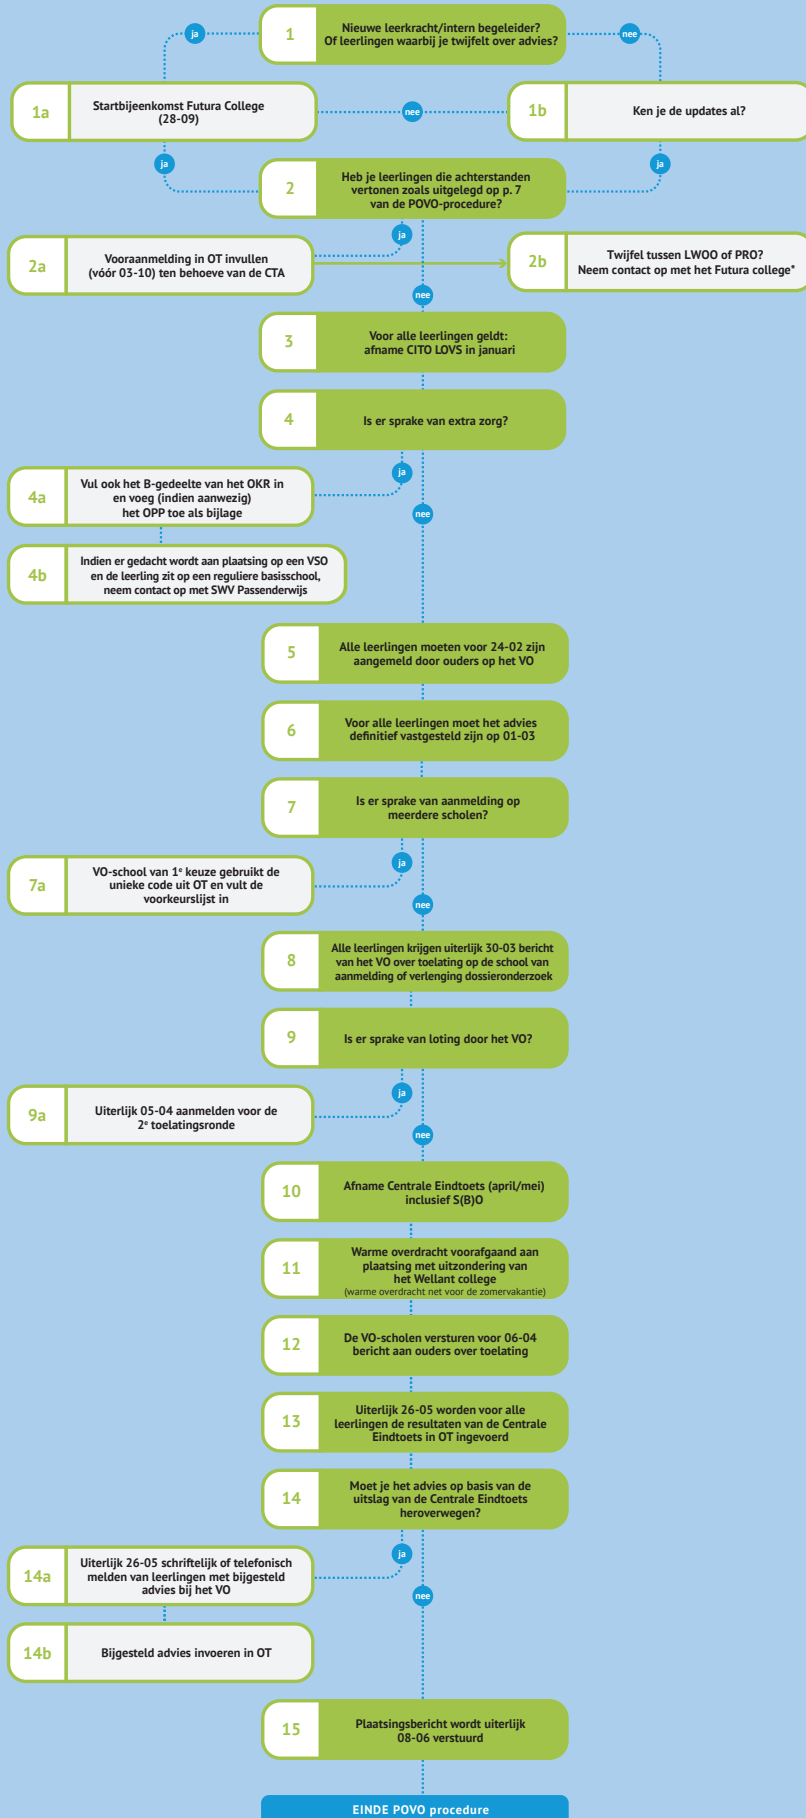 1
Nieuwe leerkracht/intern begeleider?
Of leerlingen waarbij je twijfelt over advies?
ja
nee
1a
Startbijeenkomst Futura College
(28-09)
nee
1b
Ken je de updates al?
ja
ja
2
Heb je leerlingen die achterstanden
vertonen zoals uitgelegd op p. 7
van de POVO-procedure?
ja
2a
Vooraanmelding in OT invullen
(vóór 03-10) ten behoeve van de CTA
2b
Twijfel tussen LWOO of PRO?
Neem contact op met het Futura college*
nee
3
Voor alle leerlingen geldt:
afname CITO LOVS in januari
4
Is er sprake van extra zorg?
ja
4a
Vul ook het B-gedeelte van het OKR in
en voeg (indien aanwezig)
het OPP toe als bijlage
nee
4b
Indien er gedacht wordt aan plaatsing op een VSO
en de leerling zit op een reguliere basisschool,
neem contact op met SWV Passenderwijs
5
Alle leerlingen moeten voor 24-02 zijn
aangemeld door ouders op het VO
6
Voor alle leerlingen moet het advies
definitief vastgesteld zijn op 01-03
7
Is er sprake van aanmelding op
meerdere scholen?
ja
7a
VO-school van 1e keuze gebruikt de
unieke code uit OT en vult de
voorkeurslijst in
nee
8
Alle leerlingen krijgen uiterlijk 30-03 bericht
van het VO over toelating op de school van
aanmelding of verlenging dossieronderzoek
9
Is er sprake van loting door het VO?
ja
9a
Uiterlijk 05-04 aanmelden voor de
2e toelatingsronde
nee
10
Afname Centrale Eindtoets (april/mei)
inclusief S(B)O
11
Warme overdracht voorafgaand aan
plaatsing met uitzondering van
het Wellant college
(warme overdracht net voor de zomervakantie)
12
De VO-scholen versturen voor 06-04
bericht aan ouders over toelating
13
Uiterlijk 26-05 worden voor alle
leerlingen de resultaten van de Centrale
Eindtoets in OT ingevoerd
14
Moet je het advies op basis van de
uitslag van de Centrale Eindtoets
heroverwegen?
ja
14a
Uiterlijk 26-05 schriftelijk of telefonisch
melden van leerlingen met bijgesteld
advies bij het VO
nee
14b
Bijgesteld advies invoeren in OT
15
Plaatsingsbericht wordt uiterlijk
08-06 verstuurd
EINDE POVO procedure